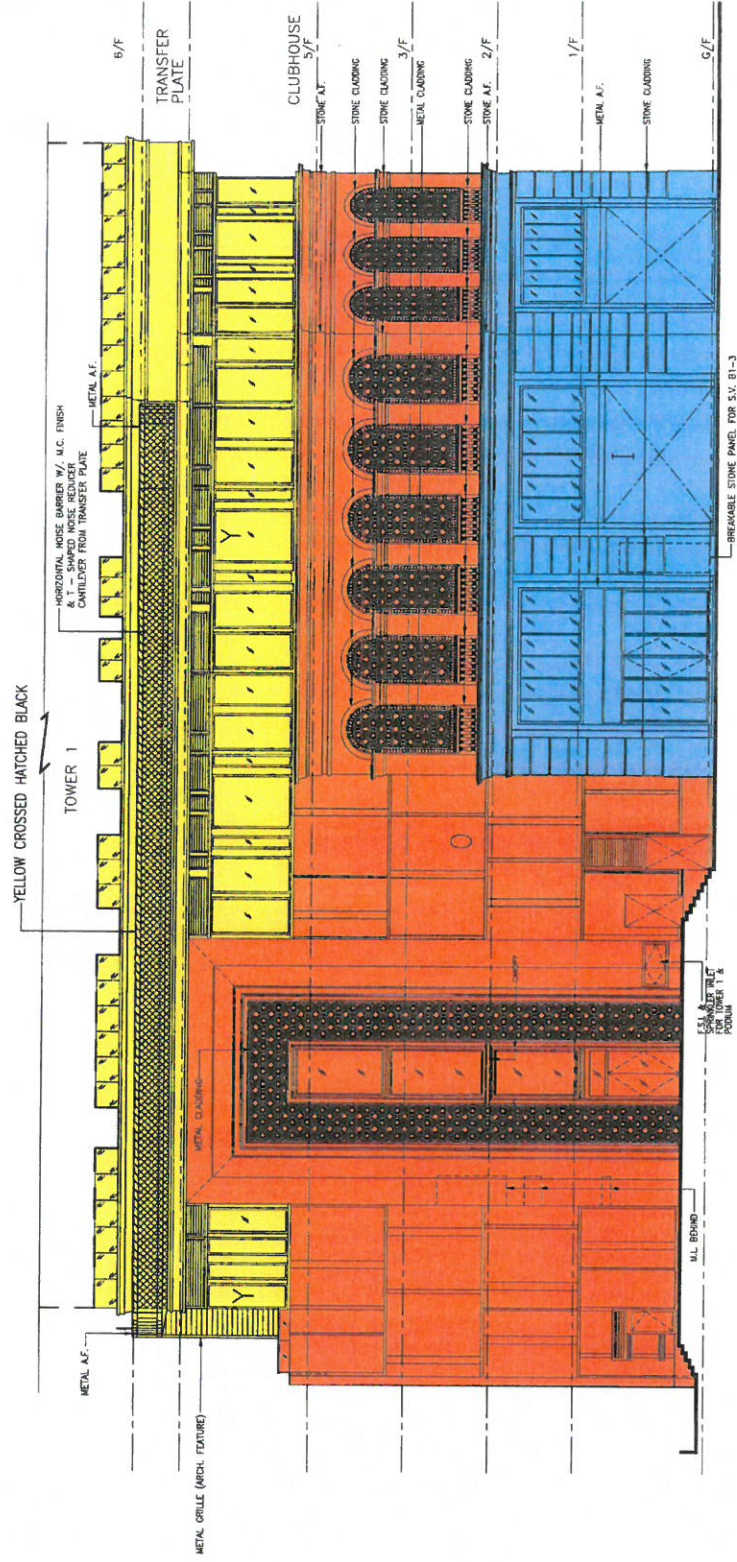 YELLOW CROSSED HATCHED BLACK
TOWER 1
HORIZONTAL NOISE BARRIER W/. M.C. FINISH
& T - SHAPED NOISE REDUCER
CANTILEVER FROM TRANSFER PLATE
METAL A.F.
METAL A.F.
METAL GRILLE (ARCH. FEATURE)
6/F
TRANSFER
PLATE
CLUBHOUSE
5/F
STONE A.F.
STONE CLADDING
STONE CLADDING
3/F
METAL CLADDING
STONE CLADDING
2/F
STONE A.F.
1/F
METAL A.F.
STONE CLADDING
G/F
Y
Y
METAL CLADDING
CANOPY
I
M.L. BEHIND
F.S.I. &
SPRINKLER INLET
FOR TOWER 1 &
PODIUM
BREAKABLE STONE PANEL FOR S.V. B1-3